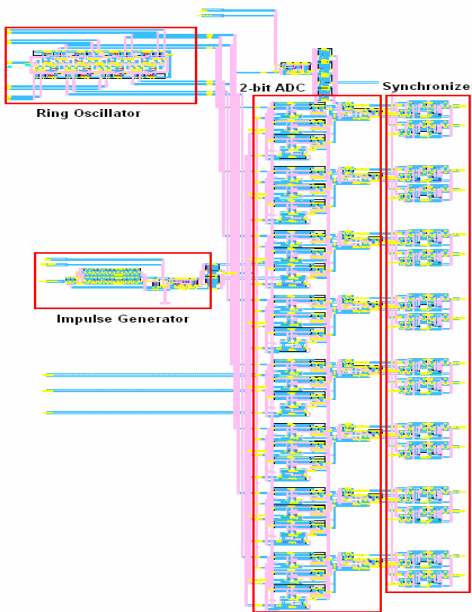 2-bit ADC
Synchronize
Ring Oscillator
Impulse Generator